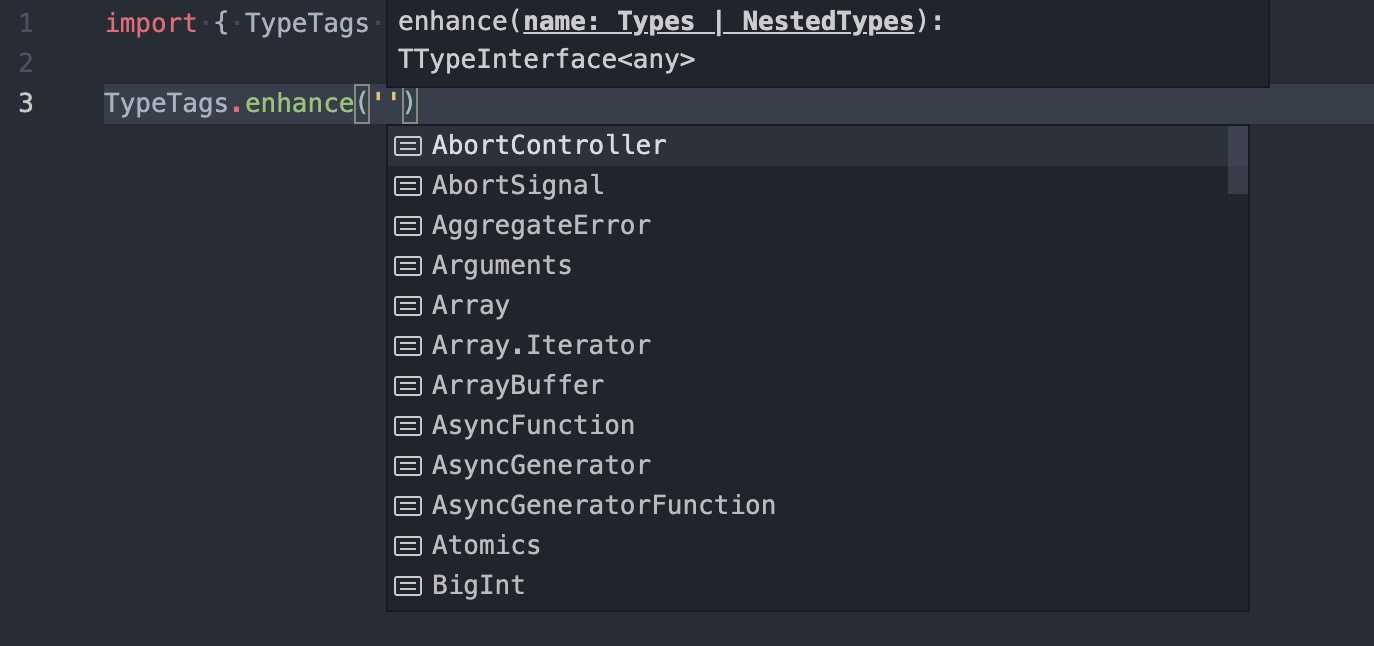 1 import { TypeTags
enhance(name: Types | NestedTypes):
2
TTypeInterface<any>
3 TypeTags.enhance('')
AbortController
AbortSignal
AggregateError
Arguments
Array
Array.Iterator
ArrayBuffer
AsyncFunction
AsyncGenerator
AsyncGeneratorFunction
Atomics
BigInt